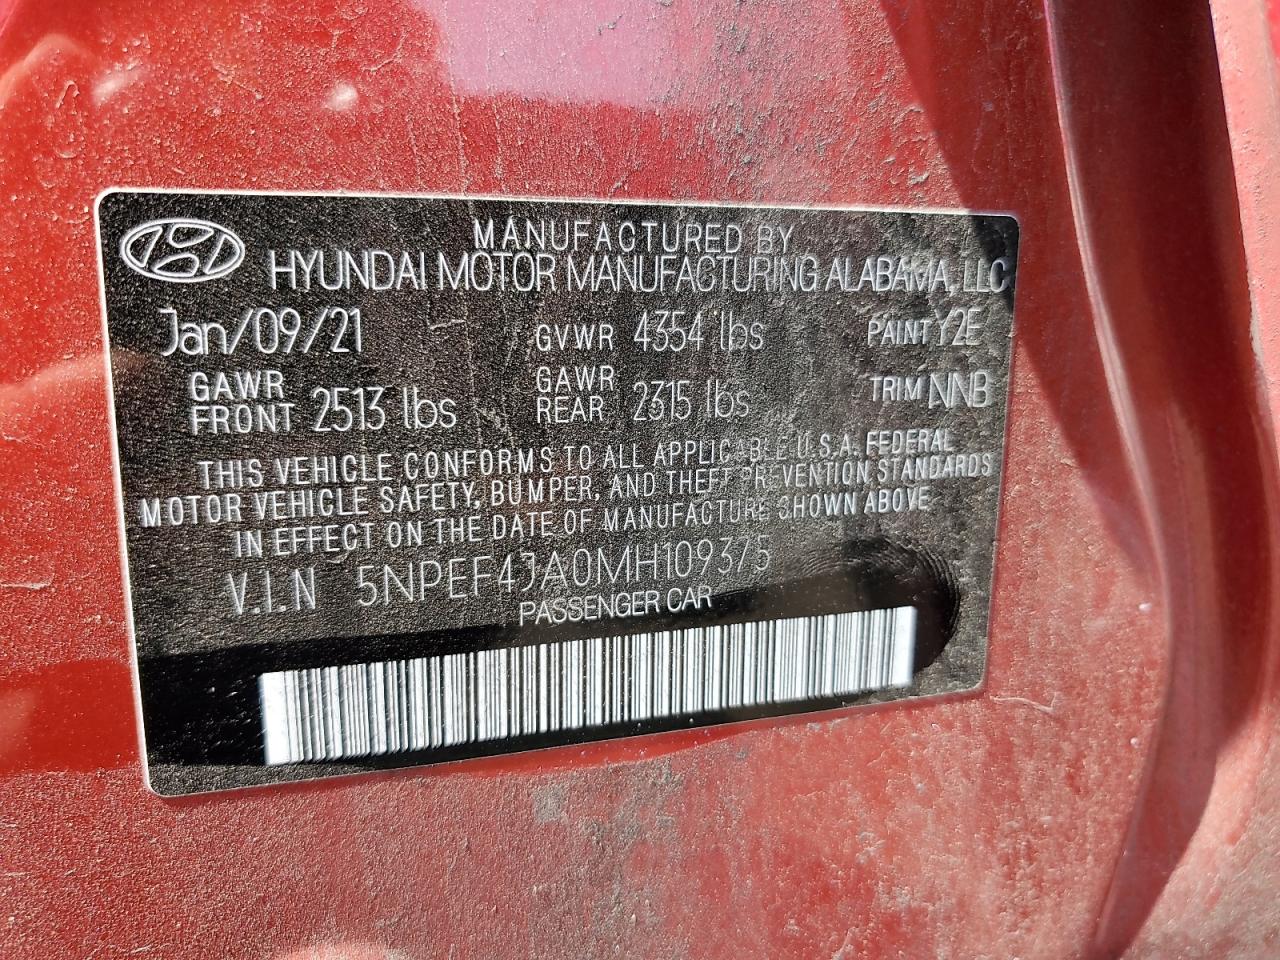 MANUFACTURED BY
HYUNDAI MOTOR MANUFACTURING ALABAMA, LLC
Jan/09/21 GVWR 4354 lbs PAINT Y2E
GAWR FRONT 2513 lbs GAWR REAR 2315 lbs TRIM NNB
THIS VEHICLE CONFORMS TO ALL APPLICABLE U.S.A. FEDERAL
MOTOR VEHICLE SAFETY, BUMPER, AND THEFT PREVENTION STANDARDS
IN EFFECT ON THE DATE OF MANUFACTURE SHOWN ABOVE
V.I.N 5NPEF4JA0MH109375
PASSENGER CAR